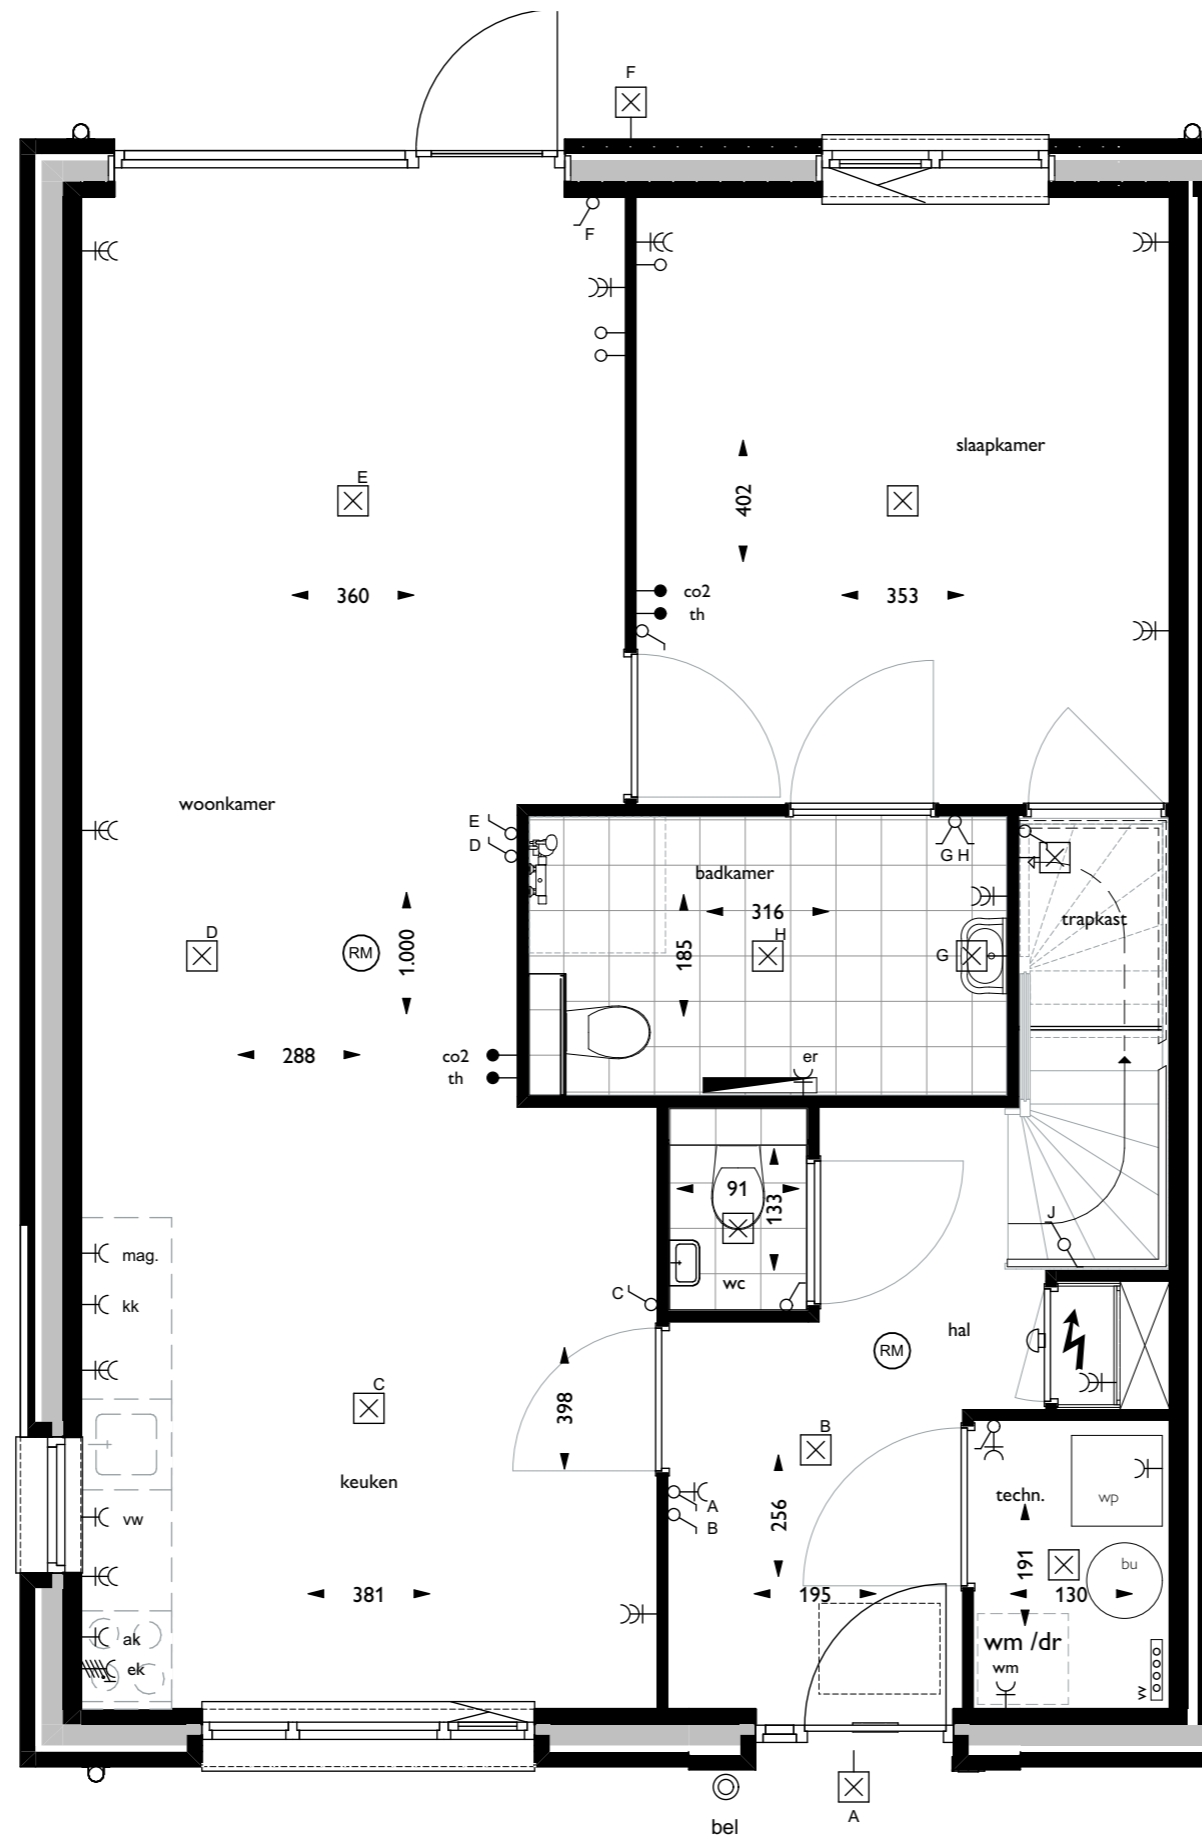 F
F
slaapkamer
E
402
360
353
co2
th
woonkamer
E
D
G H
badkamer
316
trapkast
D
RM
1.000
185
H
G
288
co2
th
er
91
133
mag.
J
kk
C
wc
hal
RM
C
398
B
keuken
techn.
wp
A
vw
B
256
191
bu
381
195
130
ak
wm /dr
ek
wm
vv
A
bel